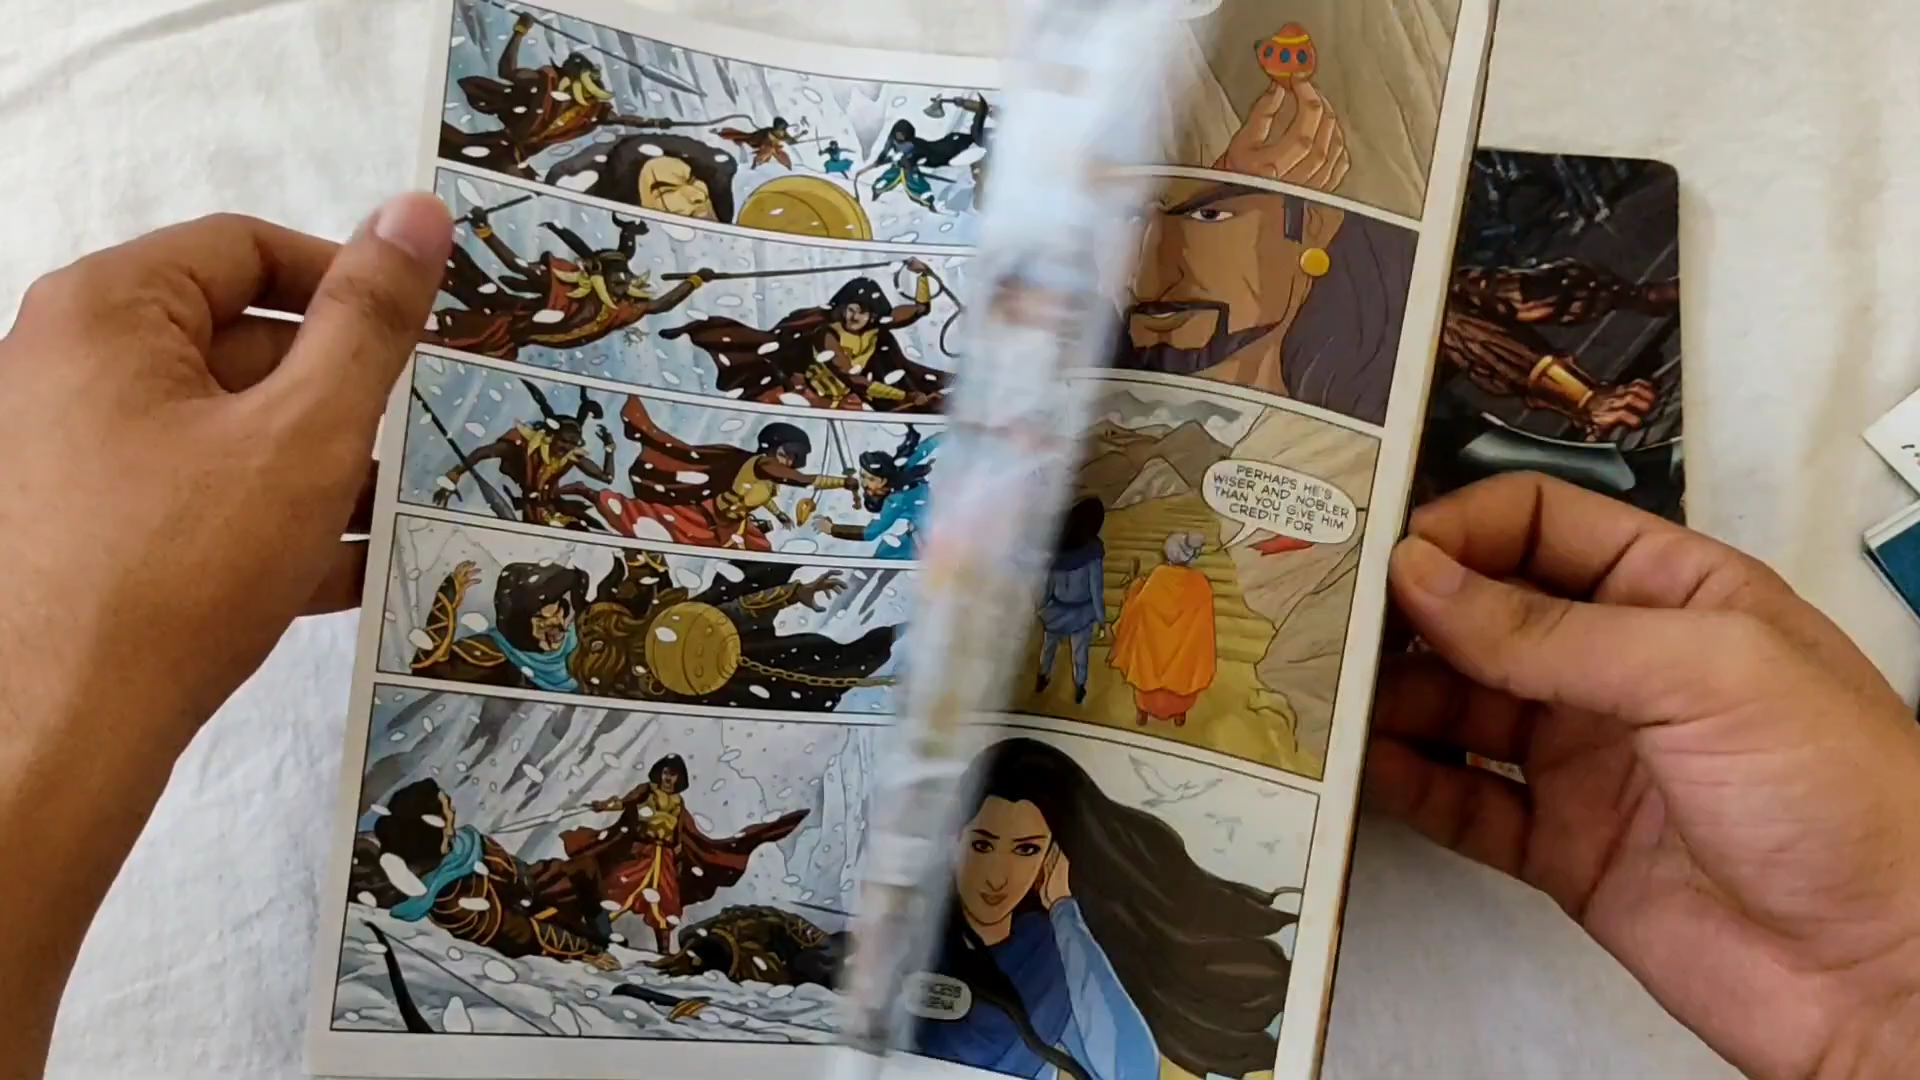 PERHAPS HE'S
WISER AND NOBLER
THAN YOU GIVE HIM
CREDIT FOR